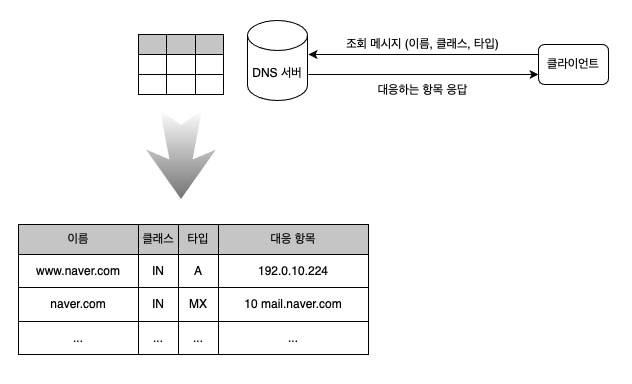 조회 메시지 (이름, 클래스, 타입)
DNS 서버
클라이언트
대응하는 항목 응답
이름 클래스 타입 대응 항목
www.naver.com IN A 192.0.10.224
naver.com IN MX 10 mail.naver.com
... ... ... ...